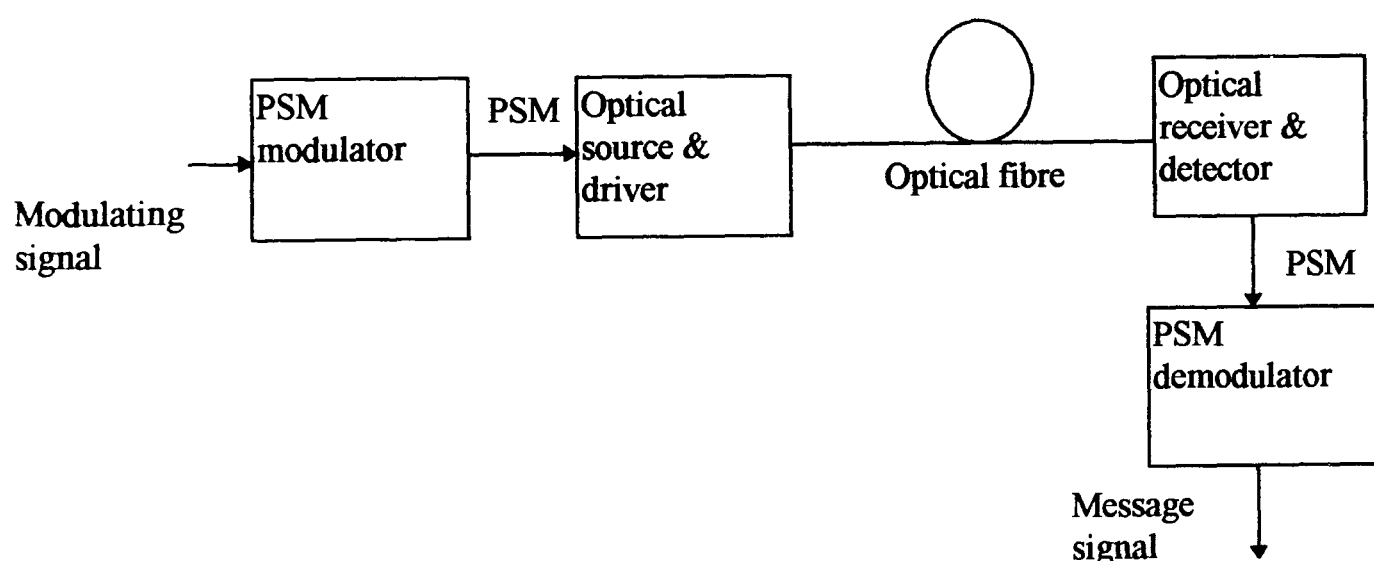 PSM
modulator
PSM
Optical
source &
driver
Optical fibre
Optical
receiver &
detector
Modulating
signal
PSM
PSM
demodulator
Message
signal